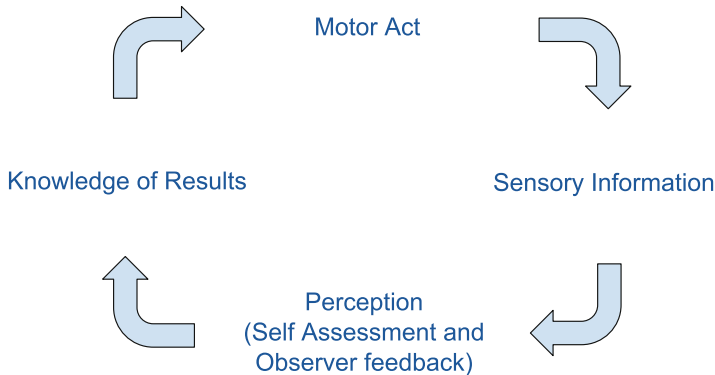 Motor Act
Knowledge of Results
Sensory Information
Perception
(Self Assessment and
Observer feedback)